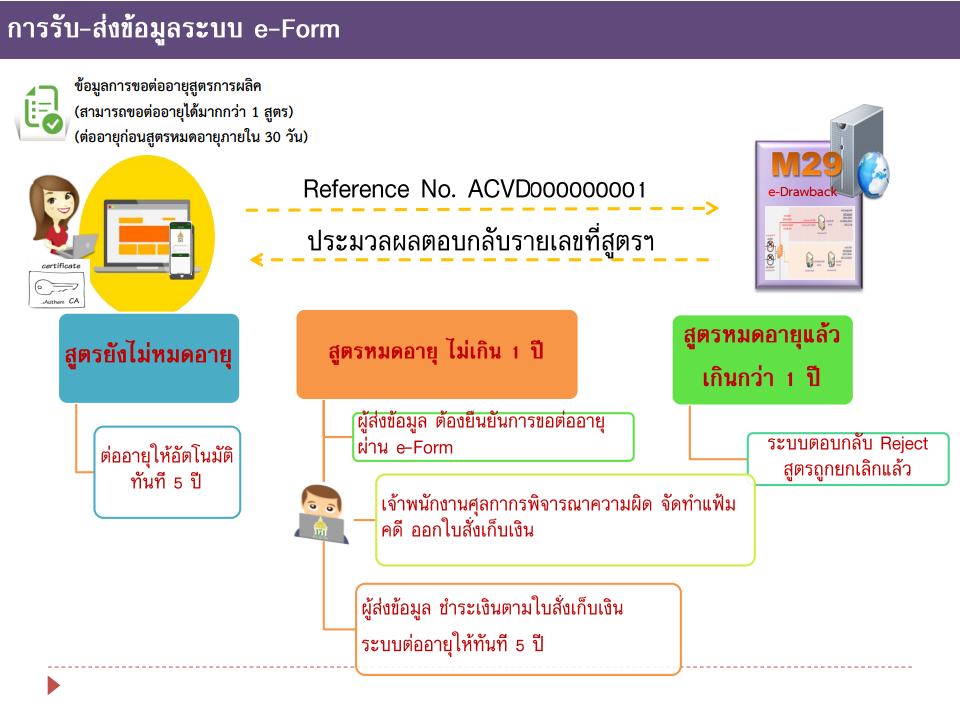 การรับ-ส่งข้อมูลระบบ e-Form
ข้อมูลการขอต่ออายุสูตรการผลิต
(สามารถขอต่ออายุได้มากกว่า 1 สูตร)
(ต่ออายุก่อนสูตรหมดอายุภายใน 30 วัน)
M29
e-Drawback
Reference No. ACVD000000001
ประมวลผลตอบกลับรายเลขที่สูตรฯ
certificate
Authem CA
สูตรยังไม่หมดอายุ
ต่ออายุให้อัตโนมัติ
ทันที 5 ปี
สูตรหมดอายุ ไม่เกิน 1 ปี
ผู้ส่งข้อมูล ต้องยืนยันการขอต่ออายุ
ผ่าน e-Form
เจ้าพนักงานศุลกากรพิจารณาความผิด จัดทำแฟ้ม
คดี ออกใบสั่งเก็บเงิน
ผู้ส่งข้อมูล ชำระเงินตามใบสั่งเก็บเงิน
ระบบต่ออายุให้ทันที 5 ปี
สูตรหมดอายุแล้ว
เกินกว่า 1 ปี
ระบบตอบกลับ Reject
สูตรถูกยกเลิกแล้ว